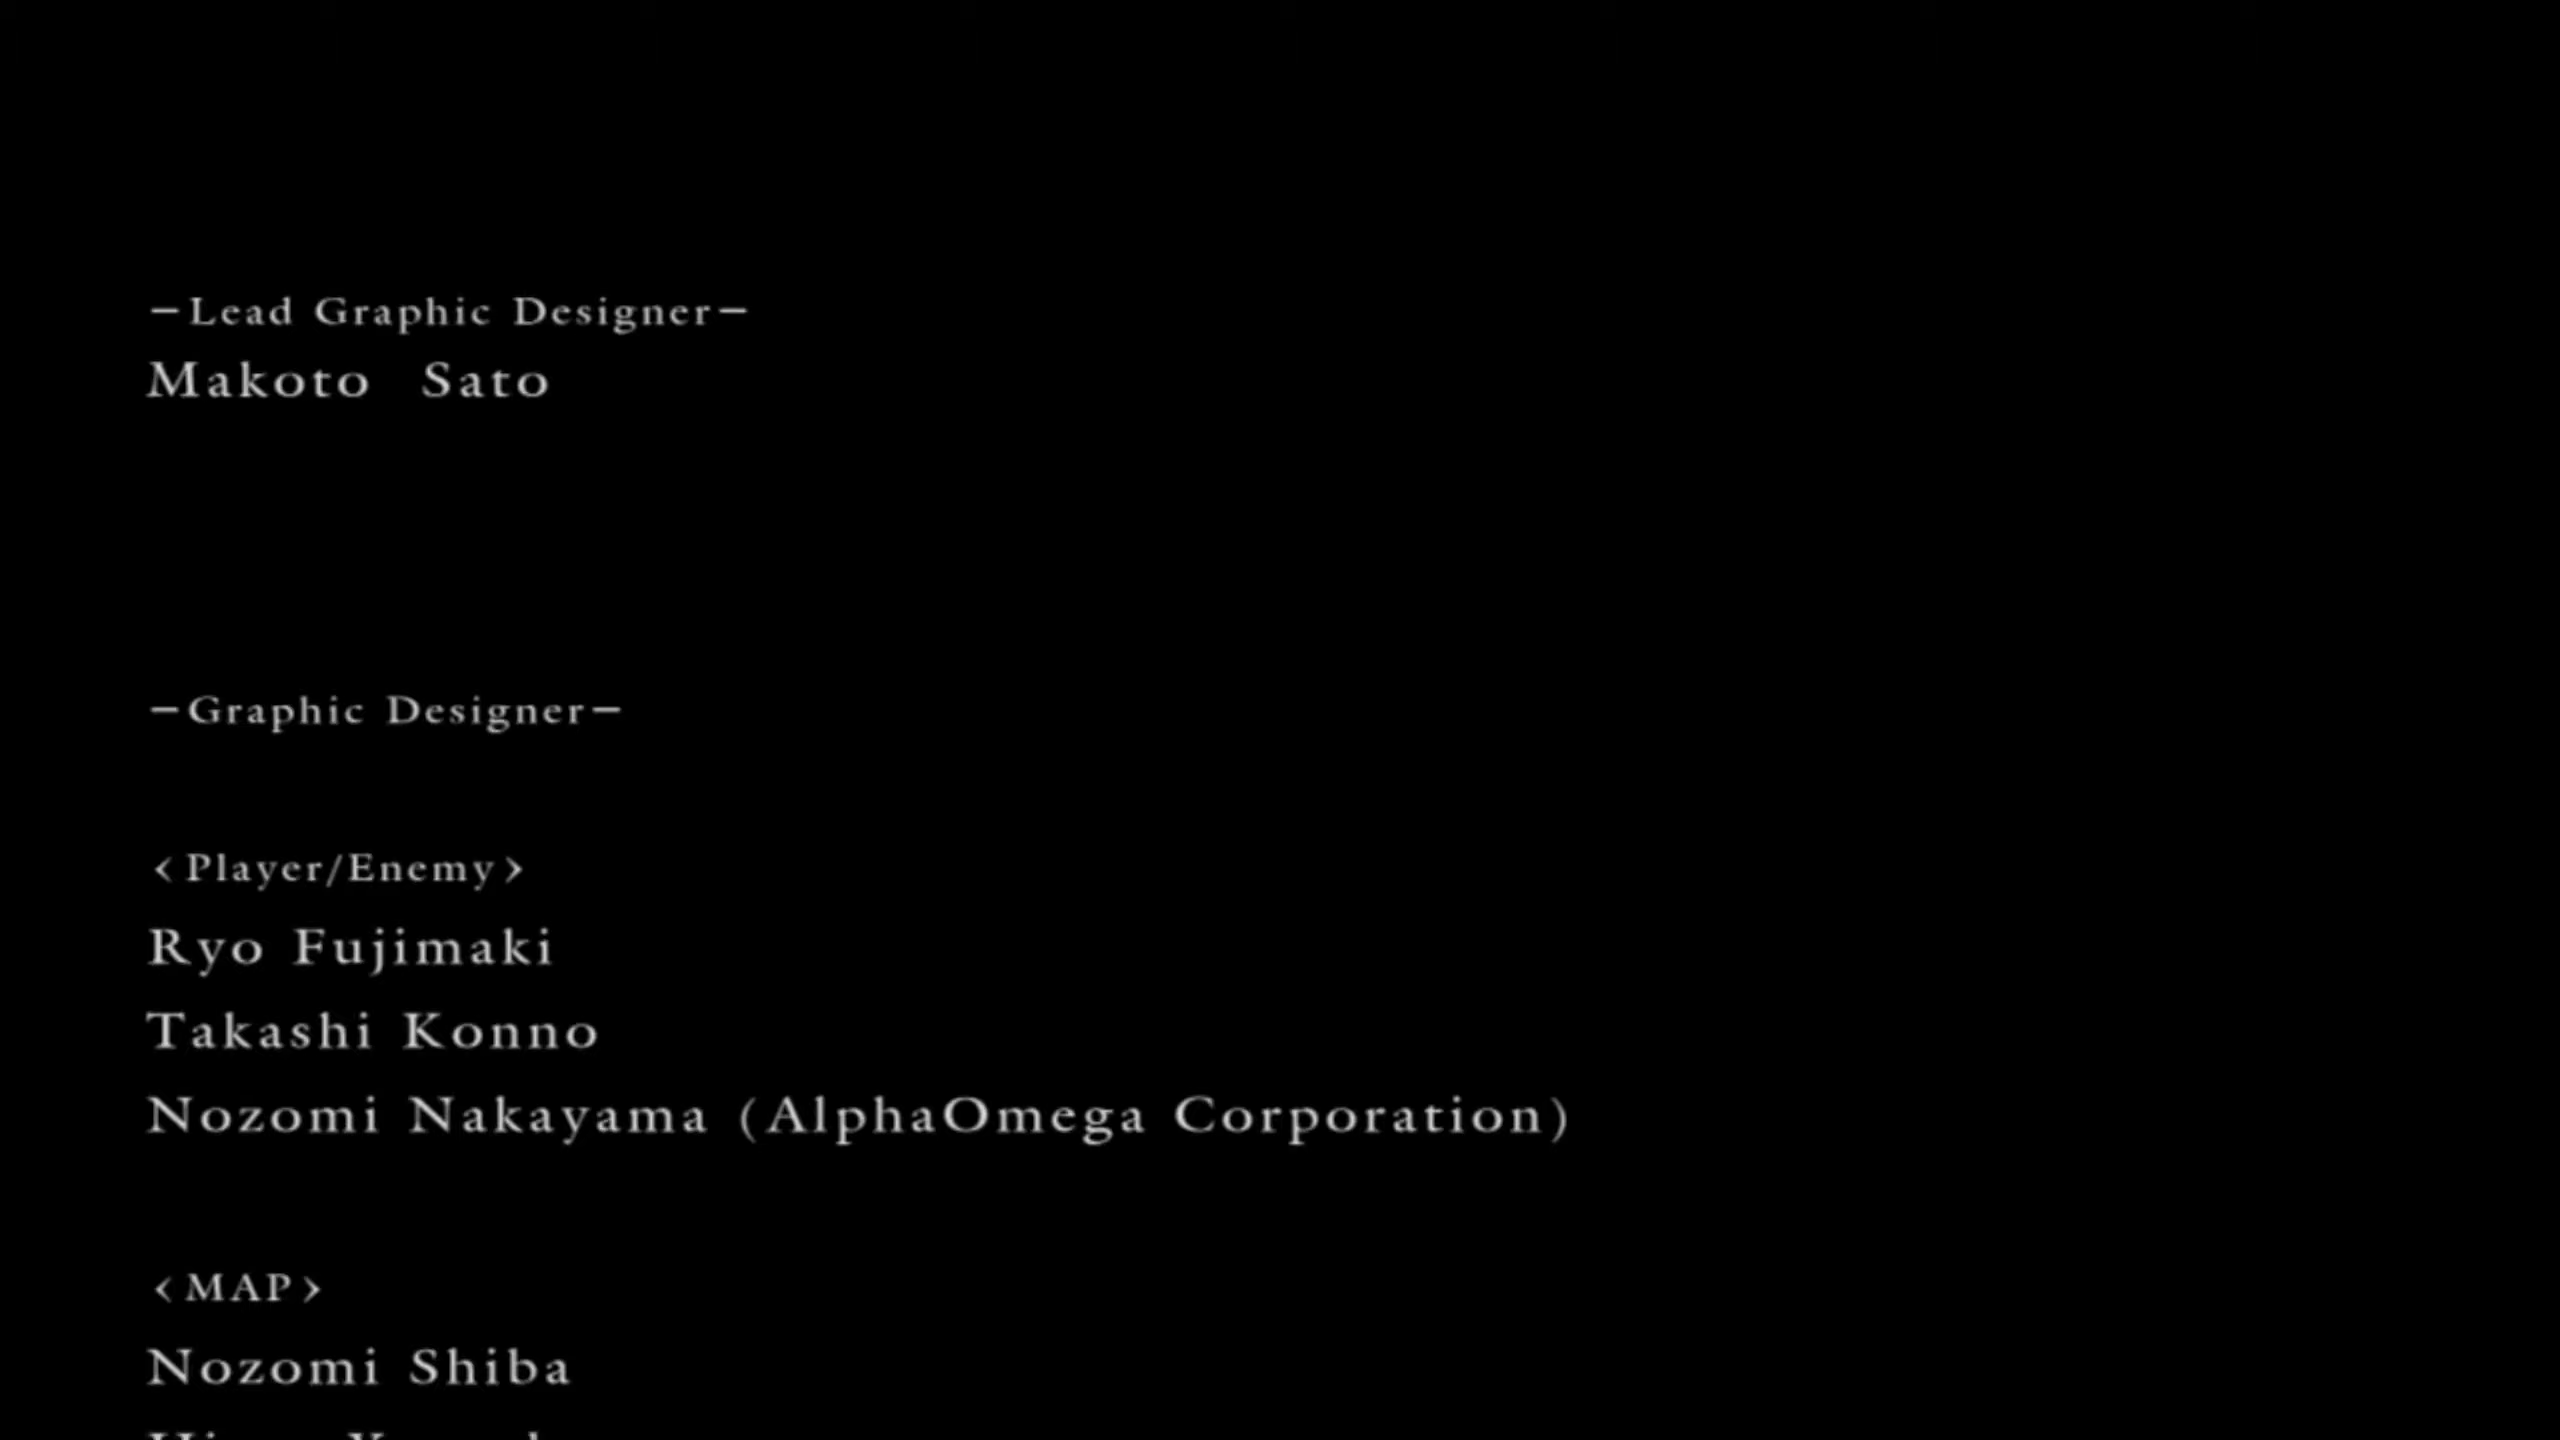 —Lead Graphic Designer—
Makoto Sato
—Graphic Designer—
<Player/Enemy>
Ryo Fujimaki
Takashi Konno
Nozomi Nakayama (AlphaOmega Corporation)
<MAP>
Nozomi Shiba